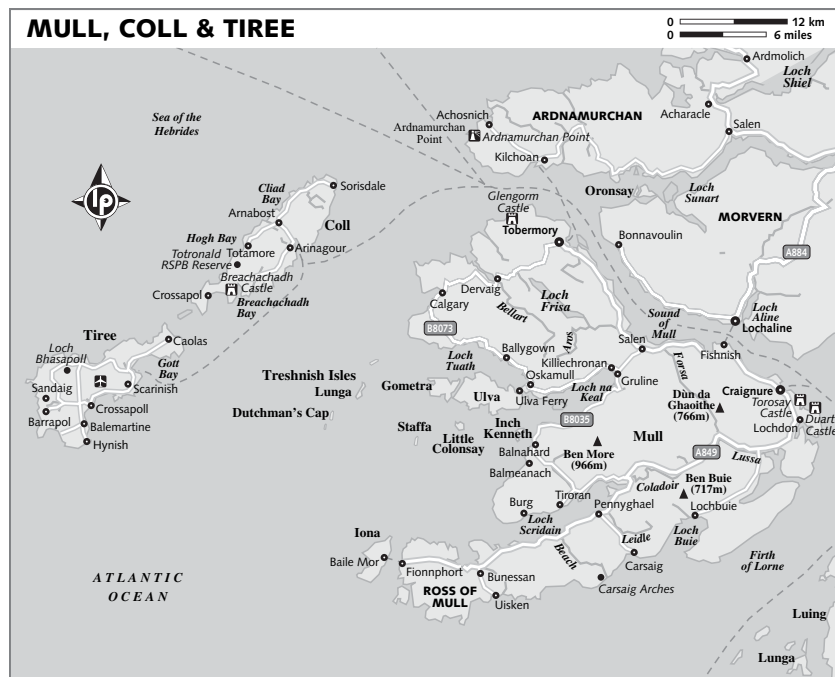 MULL, COLL & TIREE
0 12 km
0 6 miles
Ardmolich
Loch
Shiel
Achosnich
ARDNAMURCHAN
Acharacle
Sea of the
Hebrides
Ardnamurchan
Point
Ardnamurchan Point
Salen
Kilchoan
lp
Cliad
Bay
Sorisdale
Oronsay
Loch
Sunart
Glengorm
Castle
MORVERN
Arnabost
Coll
Tobermory
Bonnavoulin
Hogh Bay
Totronald
RSPB Reserve
Totamore
Arinagour
A884
Breachachadh
Castle
Crossapol
Breachachadh
Bay
Dervaig
Calgary
Bellart
Loch
Frisa
Sound
of
Mull
Loch
Aline
Lochaline
Tiree
Caolas
B8073
Aros
Salen
Fishnish
Loch
Bhasapoll
Gott
Bay
Ballygown
Loch
Tuath
Killiechronan
Forsa
Oskamull
Gruline
Treshnish Isles
Lunga
Gometra
Ulva
Ulva Ferry
Loch na
Keal
Craignure
Sandaig
Scarinish
Dùn da
Ghaoithe
(766m)
Torosay
Castle
Duart
Castle
Crossapoll
Barrapol
Balemartine
Dutchman's Cap
Staffa
Little
Colonsay
Inch
Kenneth
B8035
Lochdon
Hynish
Balnahard
Ben More
(966m)
Mull
A849
Lussa
Balmeanach
Coladoir
Ben Buie
(717m)
Burg
Tiroran
Pennyghael
Lochbuie
Loch
Scridain
Loch
Buie
Iona
Leidle
Beach
Baile Mor
Fionnphort
Bunessan
Carsaig
Firth
of Lorne
ROSS OF
MULL
Uisken
Carsaig Arches
ATLANTIC
OCEAN
Luing
Lunga